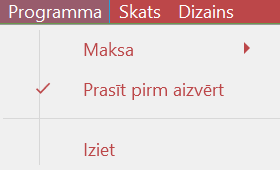 Programma Skats Dizains
Maksa
Prasīt pirm aizvērt
Iziet